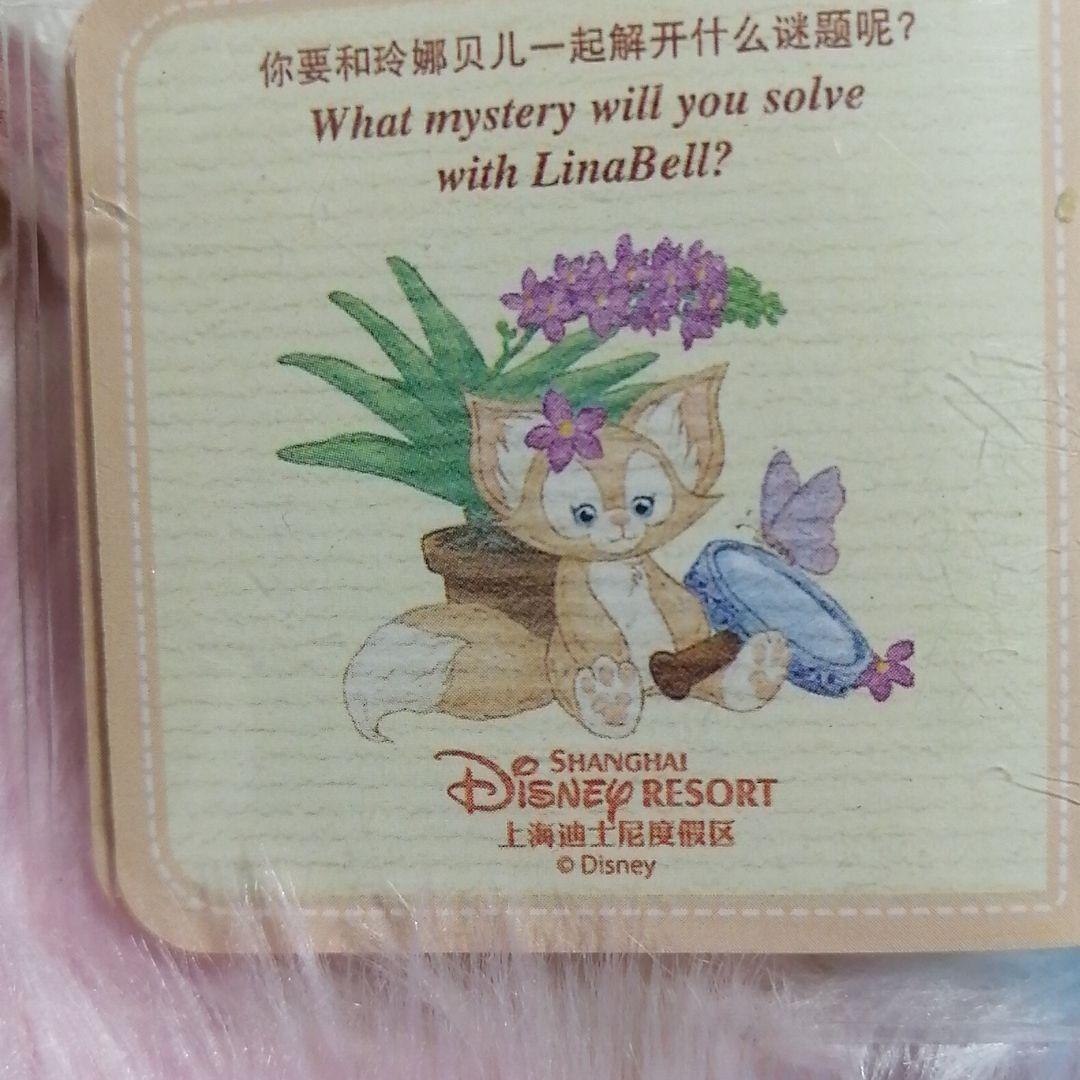 你要和玲娜贝儿一起解开什么谜题呢？
What mystery will you solve
with LinaBell?
SHANGHAI
Disney RESORT
上海迪士尼度假区
© Disney